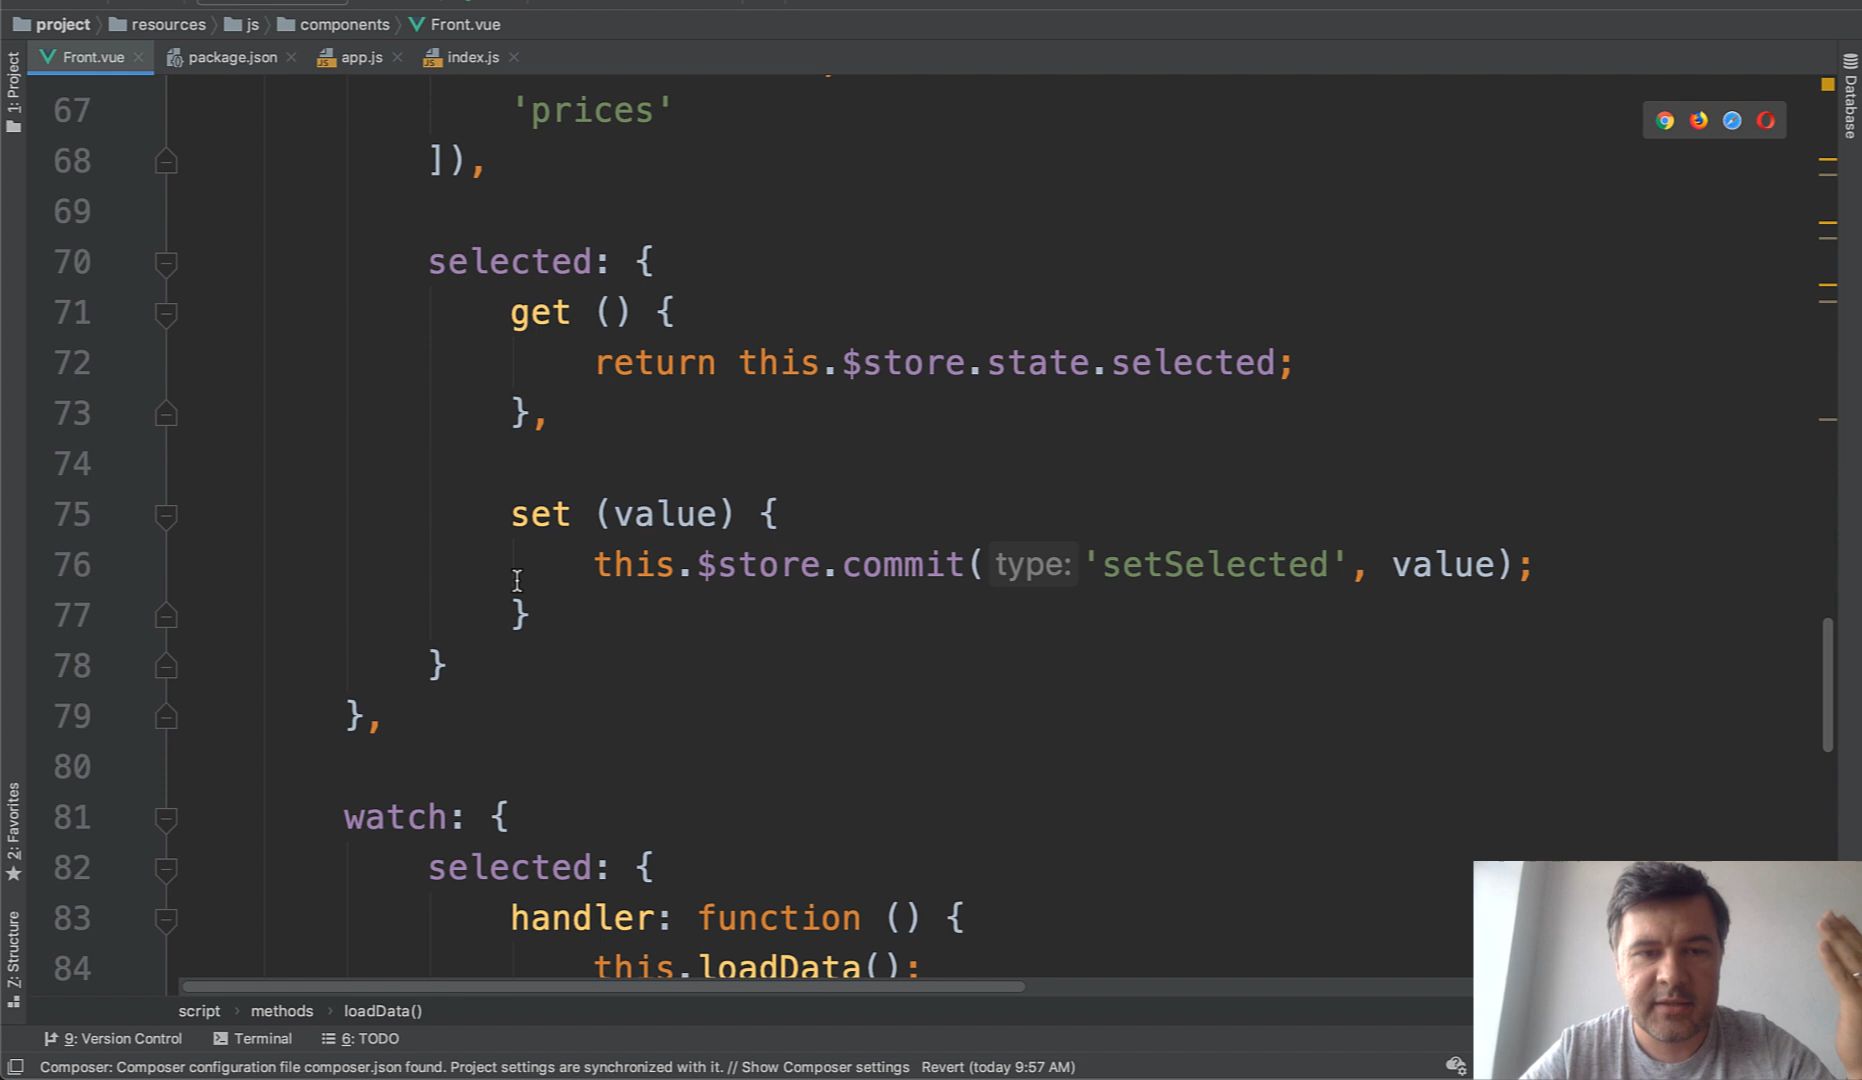 project resources js components Front.vue
Front.vue package.json app.js index.js
1: Project
Database
2: Favorites
Z: Structure
67 'prices'
68 ]),
69
70 selected: {
71 get () {
72 return this.$store.state.selected;
73 },
74
75 set (value) {
76 this.$store.commit( type: 'setSelected', value);
77 }
78 }
79 },
80
81 watch: {
82 selected: {
83 handler: function () {
84 this.loadData();
script › methods › loadData()
9: Version Control Terminal 6: TODO
Composer: Composer configuration file composer.json found. Project settings are synchronized with it. // Show Composer settings Revert (today 9:57 AM)